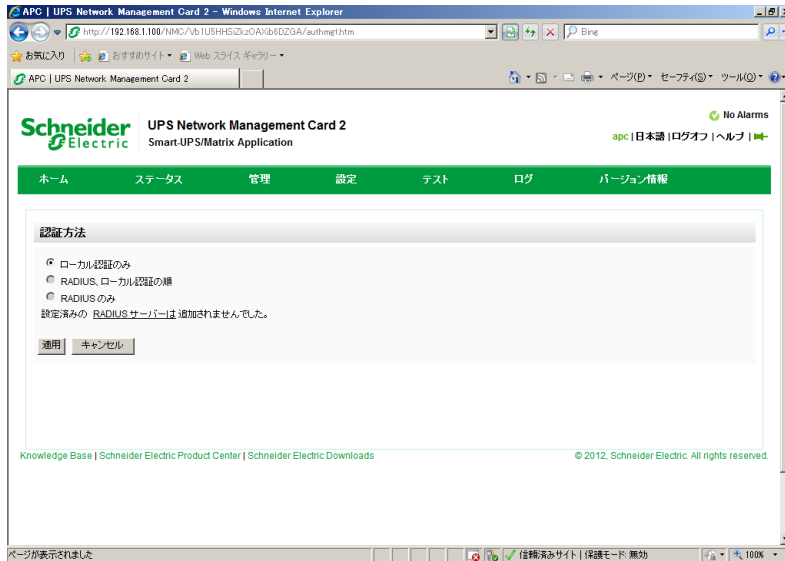 APC | UPS Network Management Card 2 - Windows Internet Explorer
http://192.168.1.100/NMC/Vb1U5HHSiZkzOAXGb6DZGA/authmgt.htm
Bing
お気に入り おすすめサイト Web スライス ギャラリー
APC | UPS Network Management Card 2
ページ(P) セーフティ(S) ツール(O)
Schneider Electric
UPS Network Management Card 2
Smart-UPS/Matrix Application
No Alarms
apc | 日本語 | ログオフ | ヘルプ |
ホーム ステータス 管理 設定 テスト ログ バージョン情報
認証方法
ローカル認証のみ
RADIUS、ローカル認証の順
RADIUS のみ
設定済みの RADIUS サーバーは 追加されませんでした。
適用 キャンセル
Knowledge Base | Schneider Electric Product Center | Schneider Electric Downloads
© 2012, Schneider Electric. All rights reserved.
ページが表示されました
信頼済みサイト | 保護モード: 無効
100%